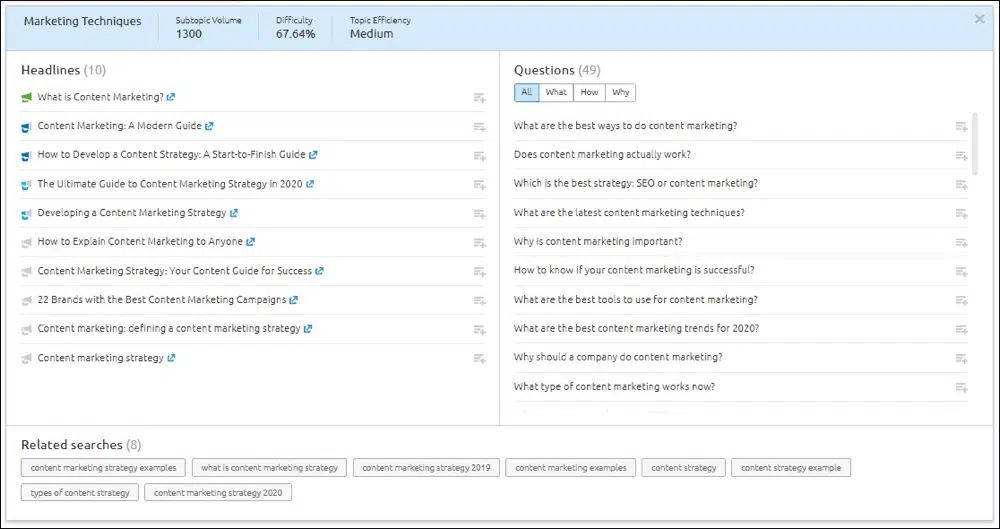 Marketing Techniques
Subtopic Volume
1300
Difficulty
67.64%
Topic Efficiency
Medium
Headlines (10)
What is Content Marketing?
Content Marketing: A Modern Guide
How to Develop a Content Strategy: A Start-to-Finish Guide
The Ultimate Guide to Content Marketing Strategy in 2020
Developing a Content Marketing Strategy
How to Explain Content Marketing to Anyone
Content Marketing Strategy: Your Content Guide for Success
22 Brands with the Best Content Marketing Campaigns
Content marketing: defining a content marketing strategy
Content marketing strategy
Questions (49)
All What How Why
What are the best ways to do content marketing?
Does content marketing actually work?
Which is the best strategy: SEO or content marketing?
What are the latest content marketing techniques?
Why is content marketing important?
How to know if your content marketing is successful?
What are the best tools to use for content marketing?
What are the best content marketing trends for 2020?
Why should a company do content marketing?
What type of content marketing works now?
Related searches (8)
content marketing strategy examples what is content marketing strategy content marketing strategy 2019 content marketing examples content strategy content strategy example
types of content strategy content marketing strategy 2020